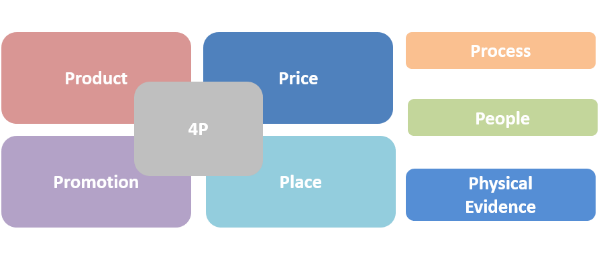 Product
Price
4P
Promotion
Place
Process
People
Physical
Evidence